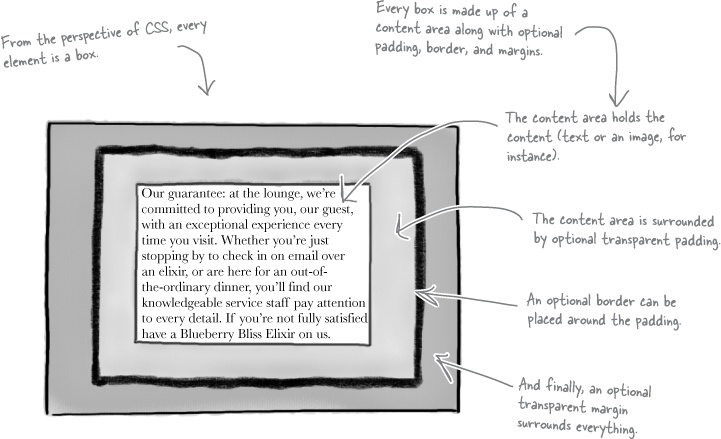 From the perspective of CSS, every
element is a box.
Every box is made up of a
content area along with optional
padding, border, and margins.
The content area holds the
content (text or an image, for
instance).
Our guarantee: at the lounge, we're
committed to providing you, our guest,
with an exceptional experience every
time you visit. Whether you're just
stopping by to check in on email over
an elixir, or are here for an out-of-
the-ordinary dinner, you'll find our
knowledgeable service staff pay attention
to every detail. If you're not fully satisfied
have a Blueberry Bliss Elixir on us.
The content area is surrounded
by optional transparent padding.
An optional border can be
placed around the padding.
And finally, an optional
transparent margin
surrounds everything.